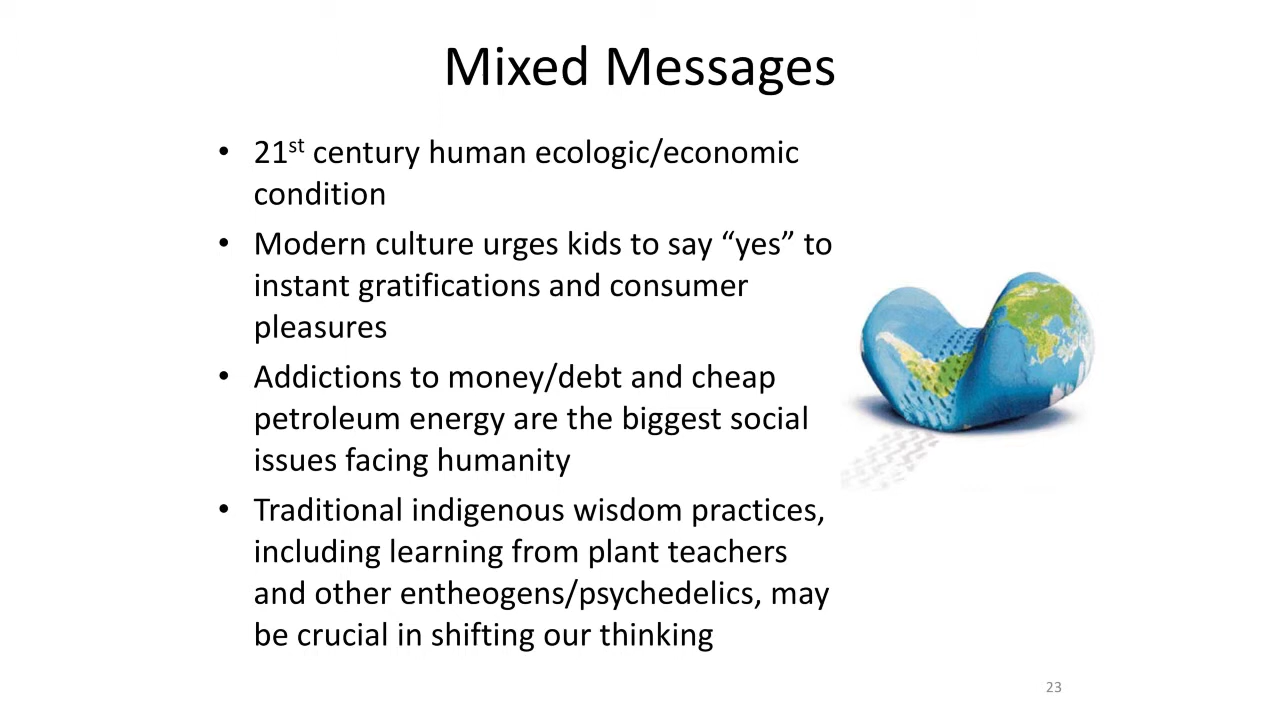 Mixed Messages
• 21st century human ecologic/economic
condition
• Modern culture urges kids to say “yes” to
instant gratifications and consumer
pleasures
• Addictions to money/debt and cheap
petroleum energy are the biggest social
issues facing humanity
• Traditional indigenous wisdom practices,
including learning from plant teachers
and other entheogens/psychedelics, may
be crucial in shifting our thinking
23